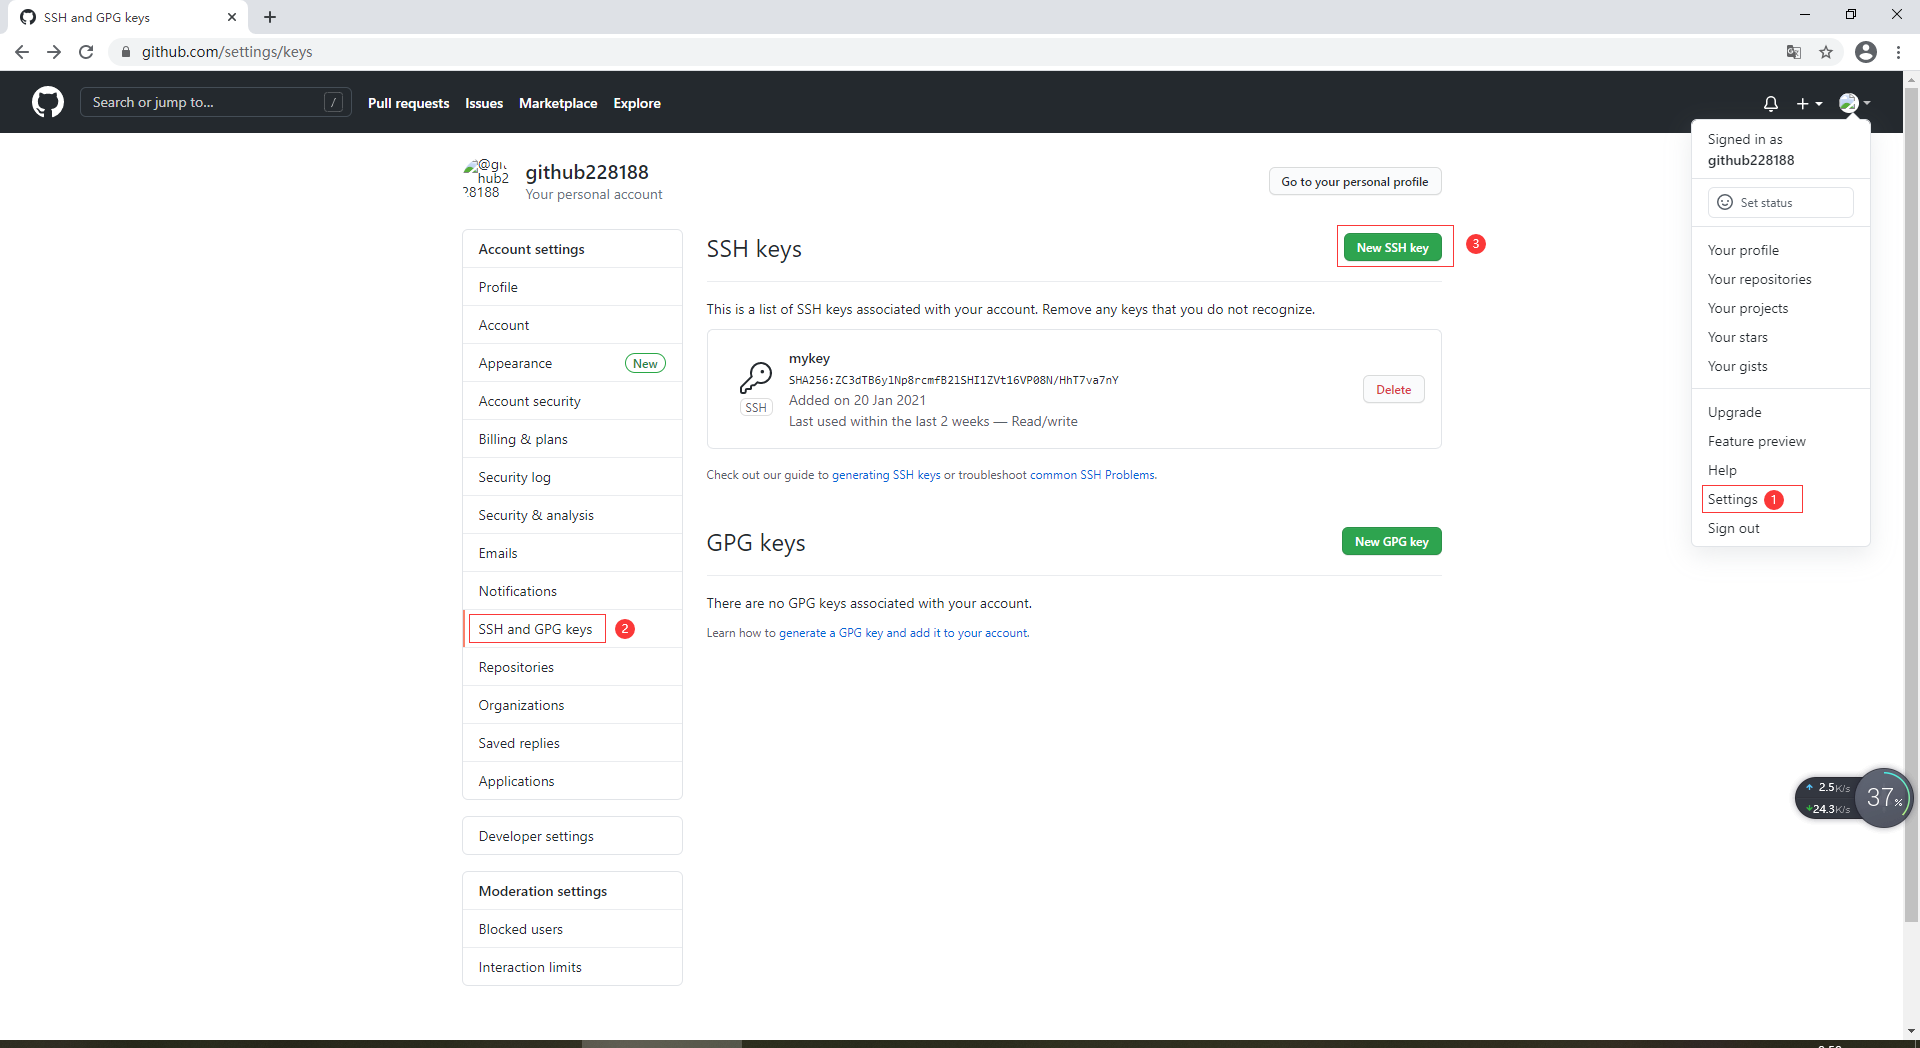 SSH and GPG keys
github.com/settings/keys
Search or jump to... /
Pull requests Issues Marketplace Explore
Signed in as
github228188
Set status
Your profile
Your repositories
Your projects
Your stars
Your gists
Upgrade
Feature preview
Help
Settings 1
Sign out
github228188
Your personal account
Go to your personal profile
Account settings
Profile
Account
Appearance New
Account security
Billing & plans
Security log
Security & analysis
Emails
Notifications
SSH and GPG keys 2
Repositories
Organizations
Saved replies
Applications
Developer settings
Moderation settings
Blocked users
Interaction limits
SSH keys
New SSH key 3
This is a list of SSH keys associated with your account. Remove any keys that you do not recognize.
mykey
SHA256:ZC3dTB6ylNp8rcmfB2lSHI1ZVt16VP08N/HhT7va7nY
Added on 20 Jan 2021
Last used within the last 2 weeks — Read/write
SSH
Delete
Check out our guide to generating SSH keys or troubleshoot common SSH Problems.
GPG keys
New GPG key
There are no GPG keys associated with your account.
Learn how to generate a GPG key and add it to your account.
2.5K/s
24.3K/s
37%